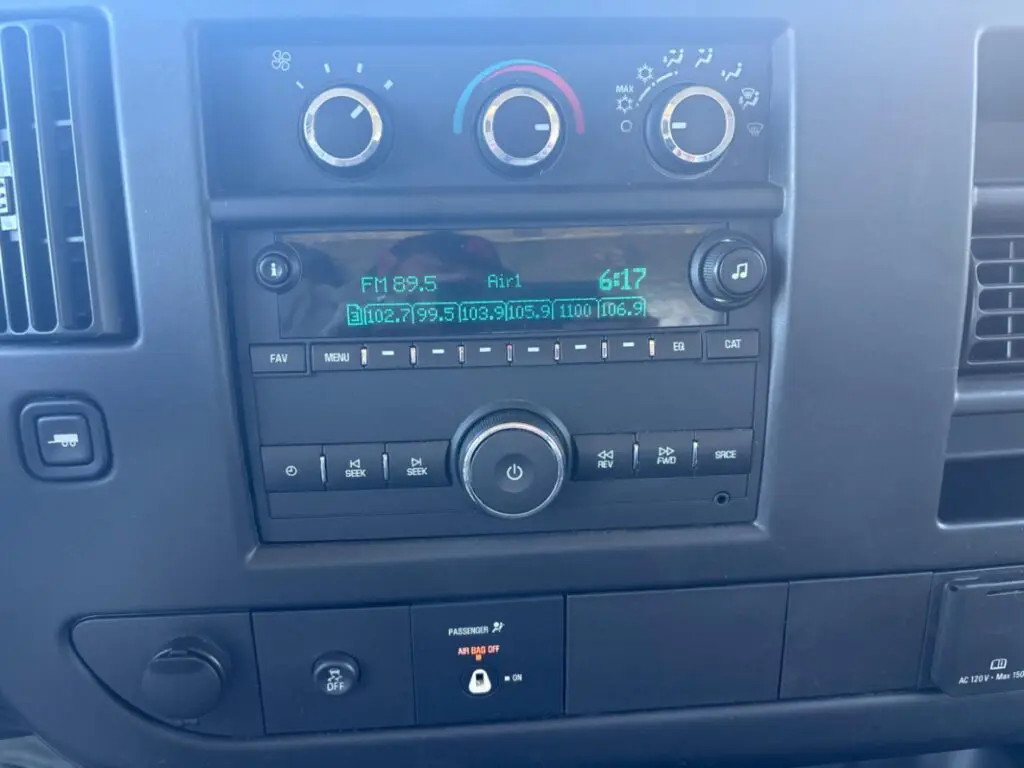 MAX
FM 89.5 Air1 6:17
3 102.7 99.5 103.9 105.9 1100 106.9
FAV MENU EQ CAT
SEEK SEEK REV FWD SRCE
PASSENGER
AIR BAG OFF
ON
OFF
AC 120V - Max 150